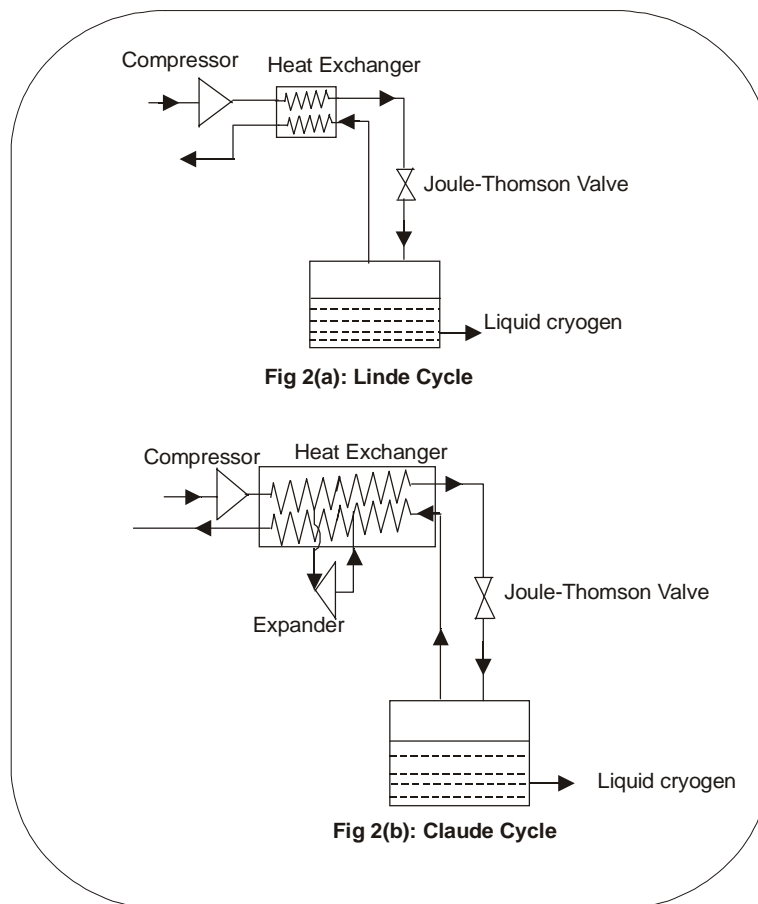 Compressor
Heat Exchanger
Joule-Thomson Valve
Liquid cryogen
Fig 2(a): Linde Cycle
Heat Exchanger
Compressor
Expander
Joule-Thomson Valve
Liquid cryogen
Fig 2(b): Claude Cycle